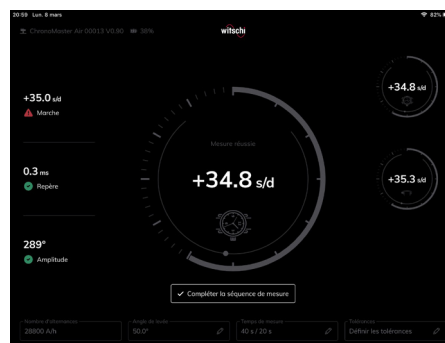 20:59 Lun. 8 mars
82%
ChronoMaster Air 00013 V0.90 38%
witschi
+35.0 s/d
Marche
0.3 ms
Repère
289°
Amplitude
Mesure réussie
+34.8 s/d
+34.8 s/d
+35.3 s/d
Compléter la séquence de mesure
Nombre d'alternances
28800 A/h
Angle de levée
50.0°
Temps de mesure
40 s / 20 s
Tolérances
Définir les tolérances